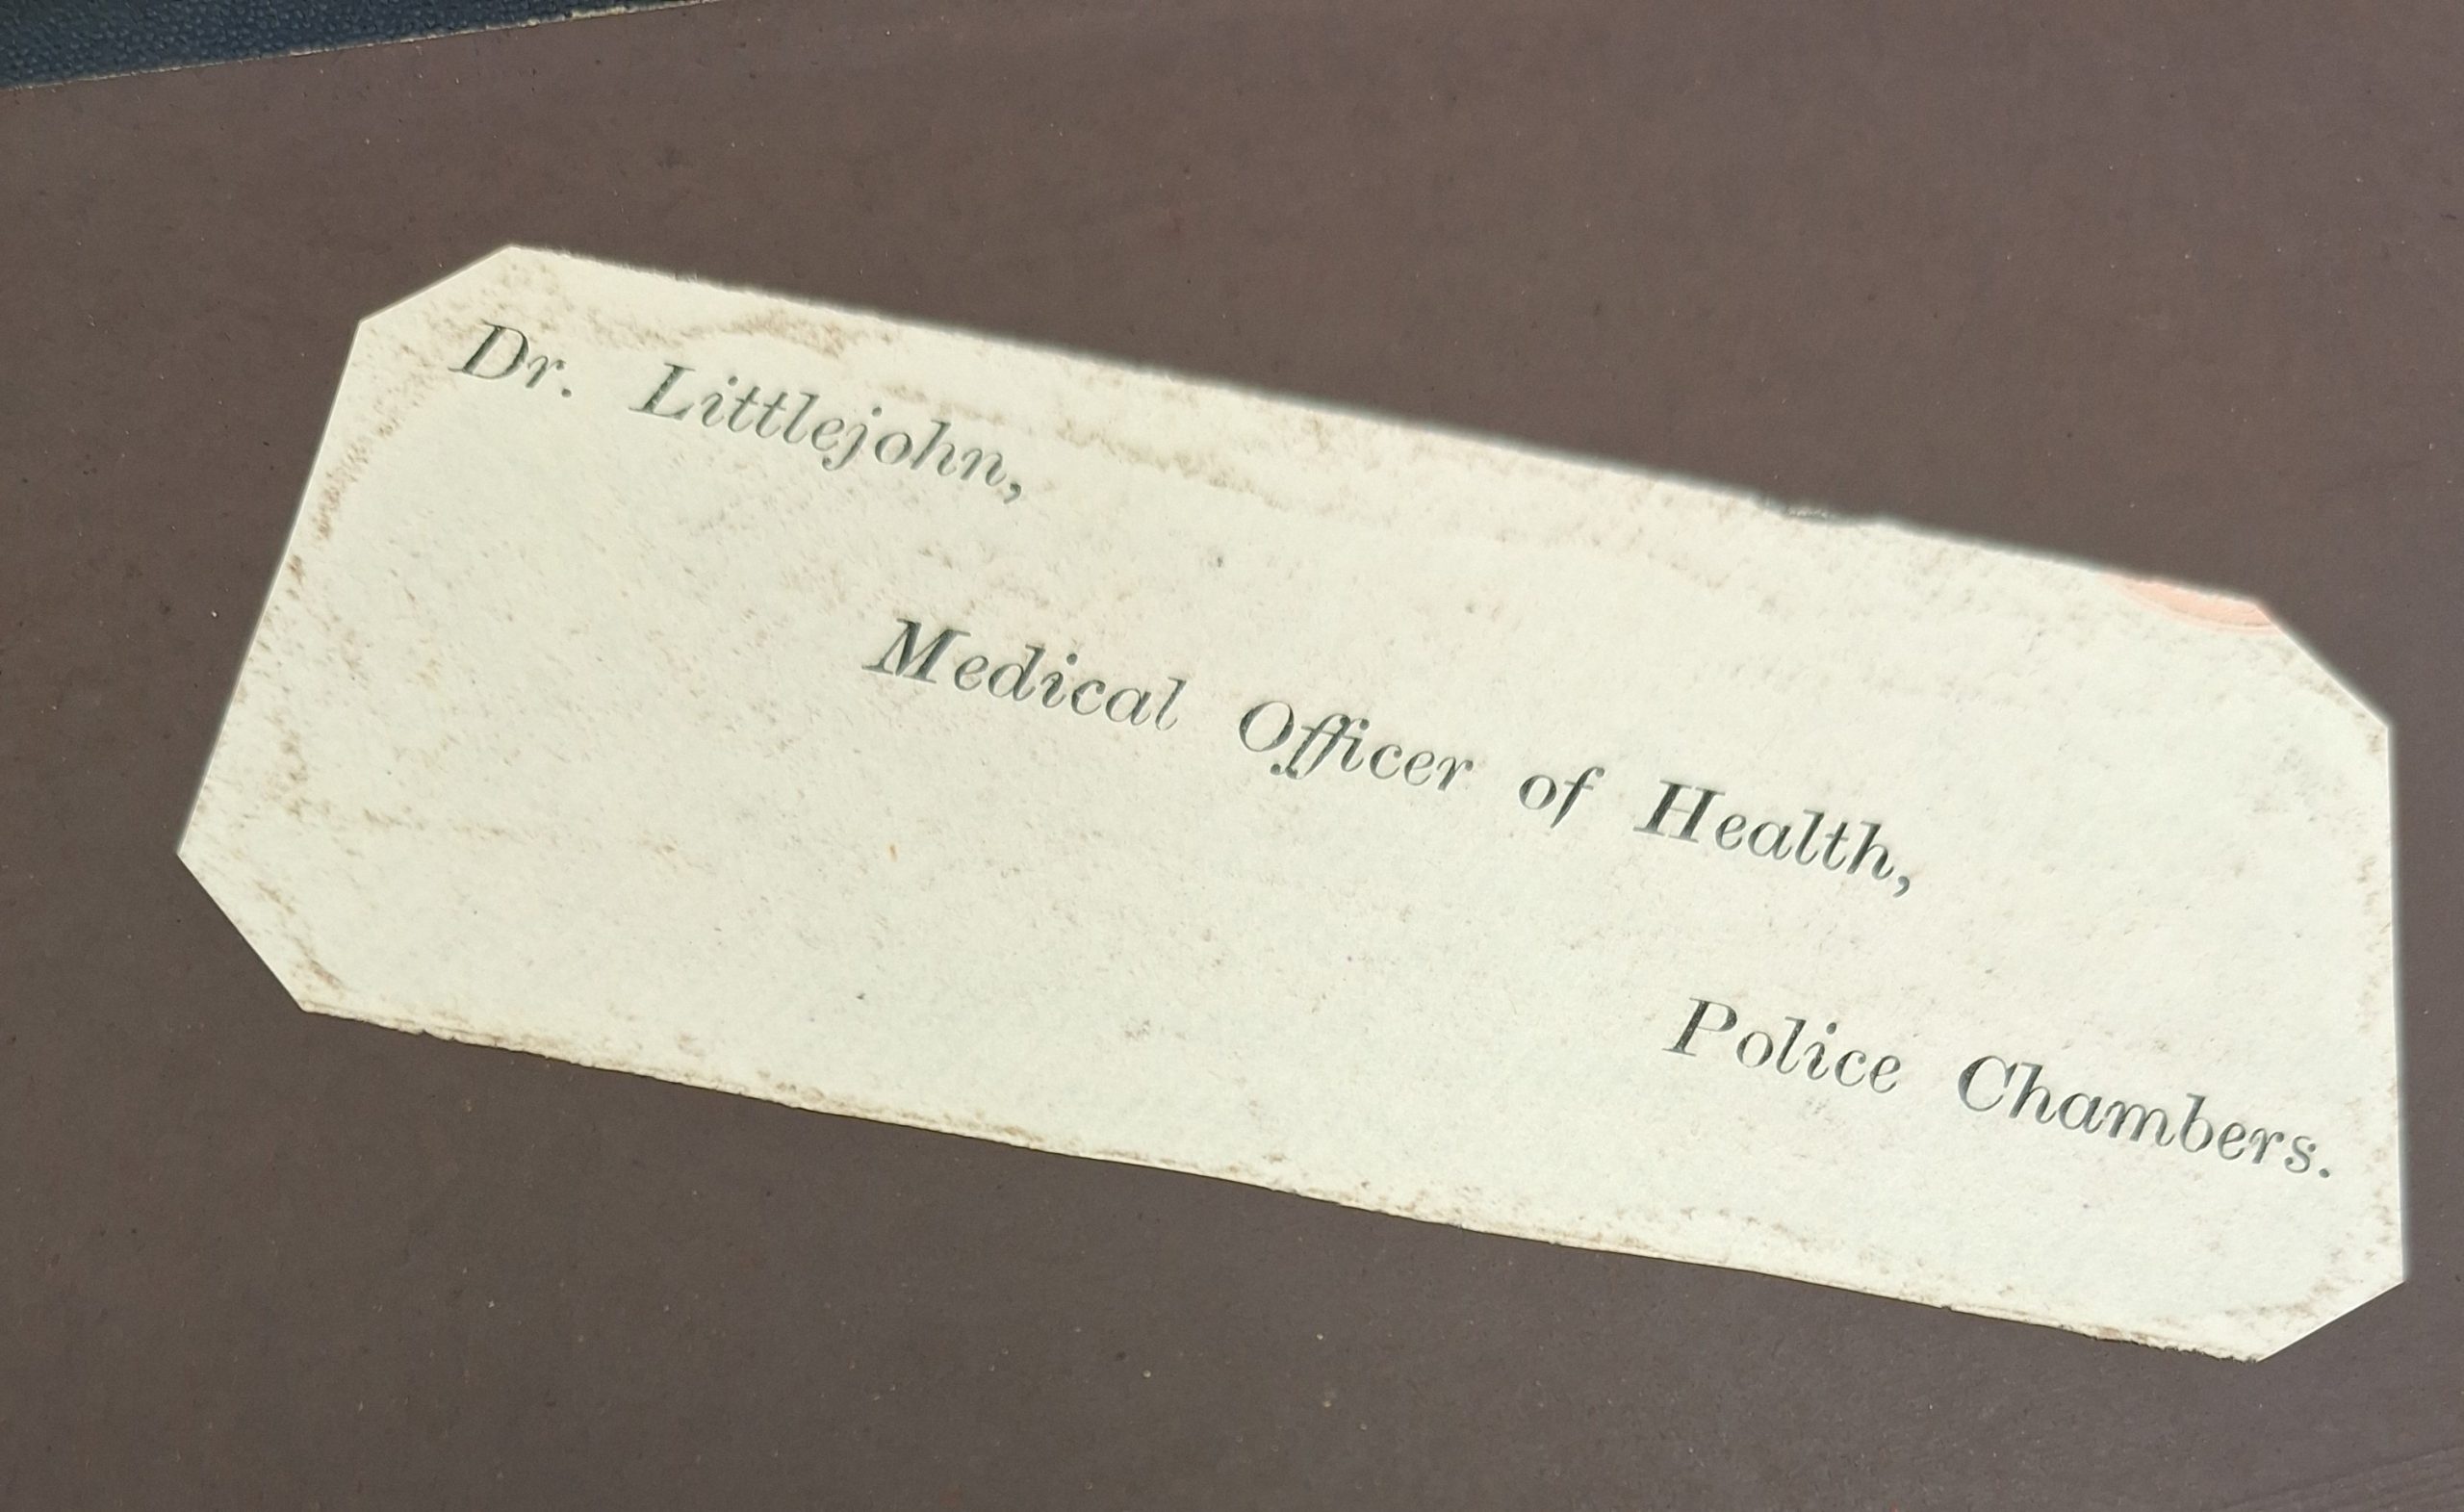 Dr. Littlejohn,
Medical Officer of Health,
Police Chambers.